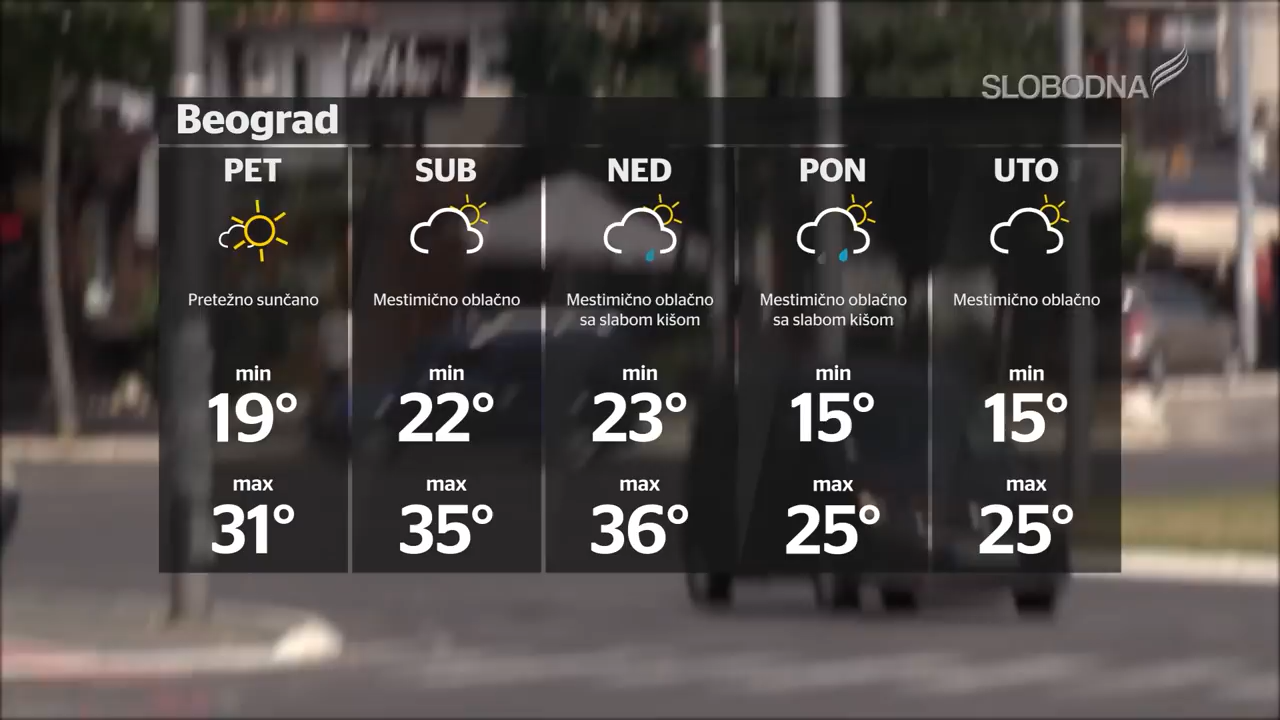 SLOBODNA
Beograd
PET
Pretežno sunčano
min
19°
max
31°
SUB
Mestimično oblačno
min
22°
max
35°
NED
Mestimično oblačno
sa slabom kišom
min
23°
max
36°
PON
Mestimično oblačno
sa slabom kišom
min
15°
max
25°
UTO
Mestimično oblačno
min
15°
max
25°